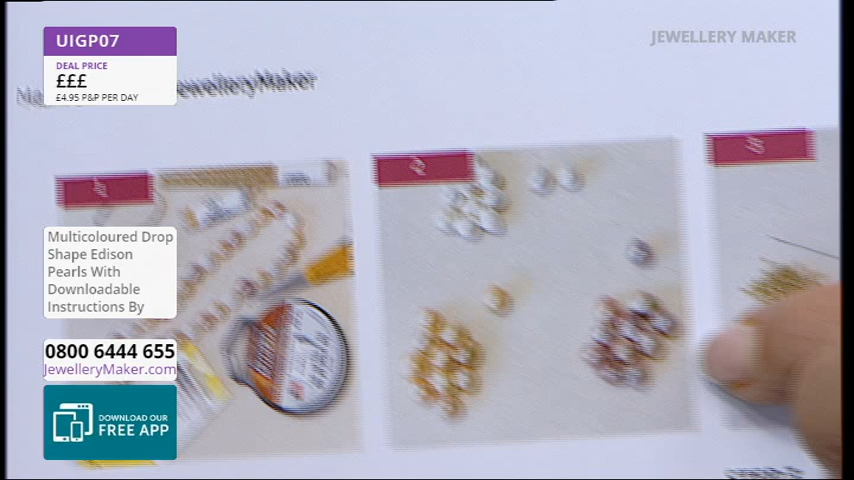 UIGP07
DEAL PRICE
£££
£4.95 P&P PER DAY
JEWELLERY MAKER
JewelleryMaker
Multicoloured Drop
Shape Edison
Pearls With
Downloadable
Instructions By
0800 6444 655
JewelleryMaker.com
DOWNLOAD OUR
FREE APP